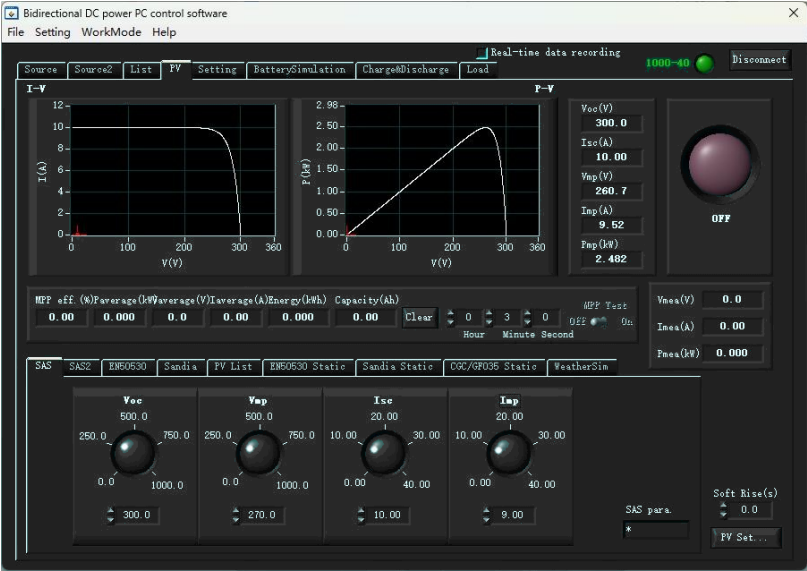 Bidirectional DC power PC control software
File Setting WorkMode Help
Real-time data recording
1000-40
Disconnect
Source Source2 List PV Setting BatterySimulation Charge&Discharge Load
I-V
P-V
12
10
8
6
4
2
0
I(A)
0 100 200 300 360
V(V)
2.98
2.50
2.00
1.50
1.00
0.50
0.00
P(kW)
0 100 200 300 360
V(V)
Voc(V)
300.0
Isc(A)
10.00
Vmp(V)
260.7
Imp(A)
9.52
Pmp(kW)
2.482
OFF
MPP eff.(%) Paverage(kW) Vaverage(V) Iaverage(A) Energy(kWh) Capacity(Ah)
0.00 0.000 0.0 0.00 0.000 0.00 Clear 0 3 0
Hour Minute Second
MPP Test
Off On
Vmea(V) 0.0
Imea(A) 0.00
Pmea(kW) 0.000
SAS SAS2 EN50530 Sandia PV List EN50530 Static Sandia Static CGC/GF035 Static WeatherSim
Voc
500.0
250.0 750.0
0.0 1000.0
300.0
Vmp
500.0
250.0 750.0
0.0 1000.0
270.0
Isc
20.00
10.00 30.00
0.00 40.00
10.00
Imp
20.00
10.00 30.00
0.00 40.00
9.00
SAS para.
*
Soft Rise(s)
0.0
PV Set...